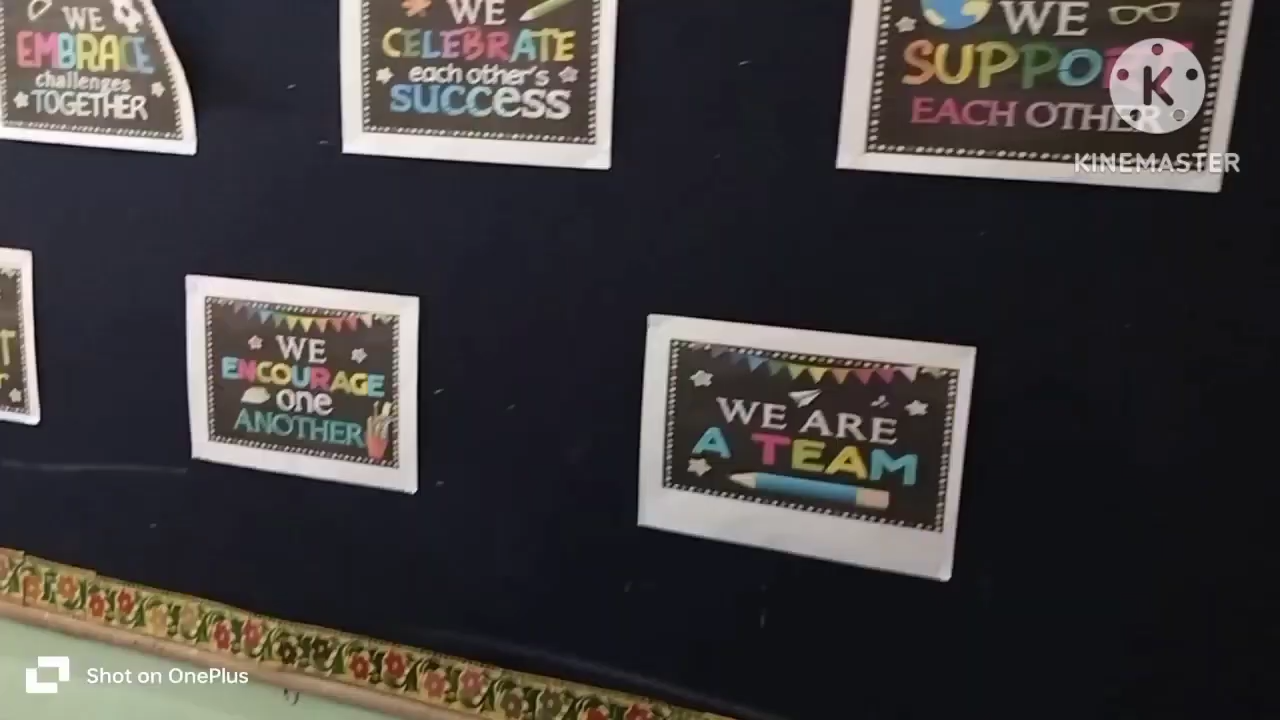 WE
EMBRACE
challenges
TOGETHER
WE
CELEBRATE
each other's
success
WE
SUPPORT
EACH OTHER
K
KINEMASTER
WE
ENCOURAGE
one
ANOTHER
WE ARE
A TEAM
Shot on OnePlus